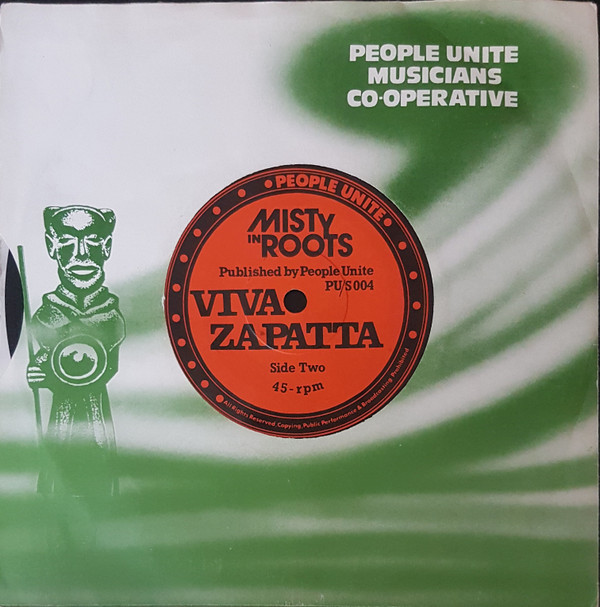 PEOPLE UNITE
MUSICIANS
CO-OPERATIVE
PEOPLE UNITE
MISTY
IN ROOTS
Published by People Unite
PU/S004
VIVA
ZAPATTA
Side Two
45-rpm
All Rights Reserved. Copying, Public Performance & Broadcasting Prohibited